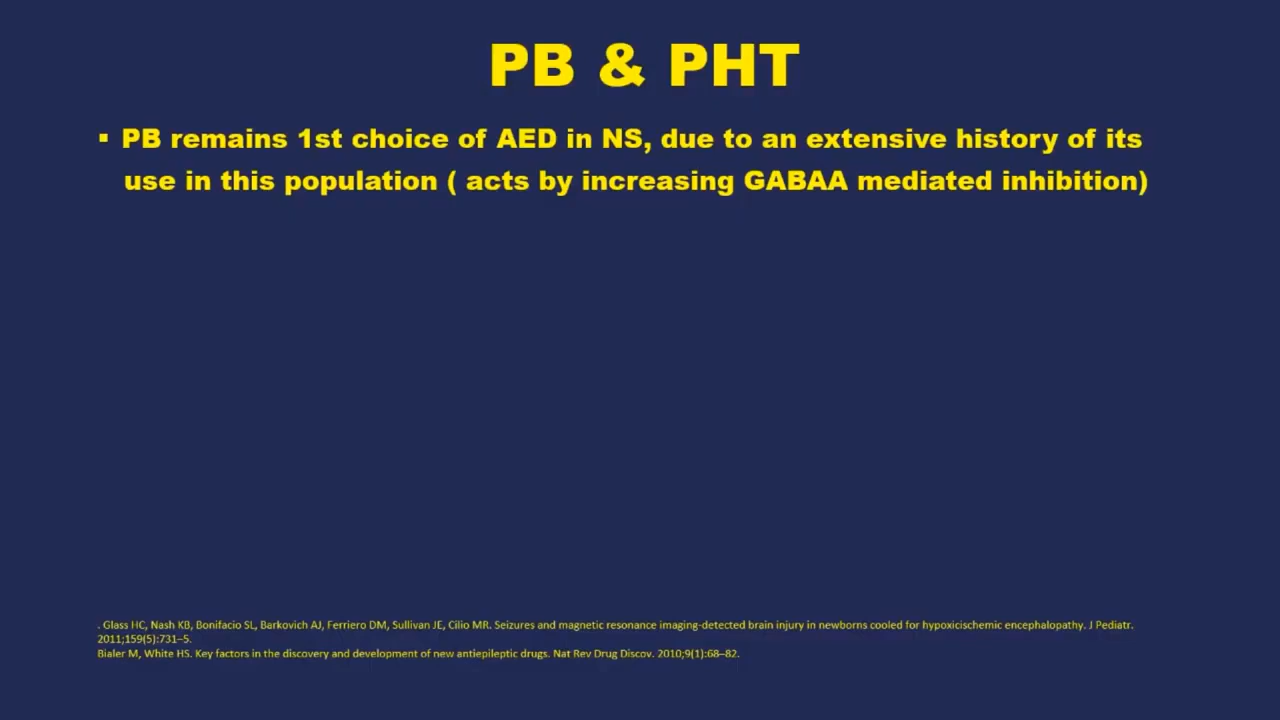 PB & PHT
▪ PB remains 1st choice of AED in NS, due to an extensive history of its
use in this population ( acts by increasing GABAA mediated inhibition)
. Glass HC, Nash KB, Bonifacio SL, Barkovich AJ, Ferriero DM, Sullivan JE, Cilio MR. Seizures and magnetic resonance imaging-detected brain injury in newborns cooled for hypoxicischemic encephalopathy. J Pediatr.
2011;159(5):731–5.
Bialer M, White HS. Key factors in the discovery and development of new antiepileptic drugs. Nat Rev Drug Discov. 2010;9(1):68–82.